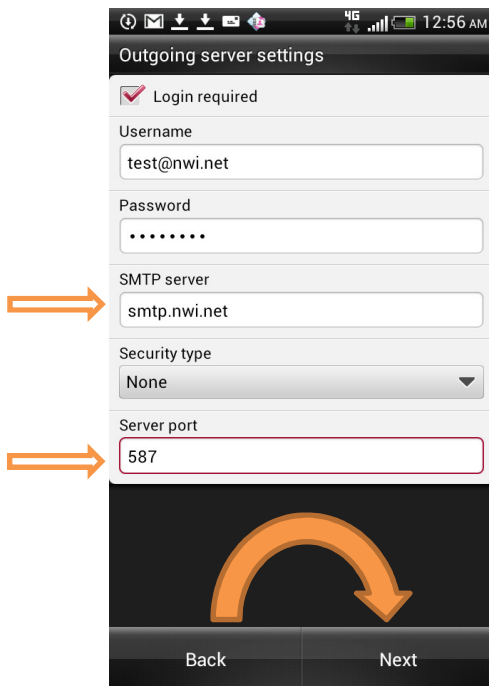 4G 12:56 AM
Outgoing server settings
Login required
Username
test@nwi.net
Password
••••••••
SMTP server
smtp.nwi.net
Security type
None
Server port
587
Back Next